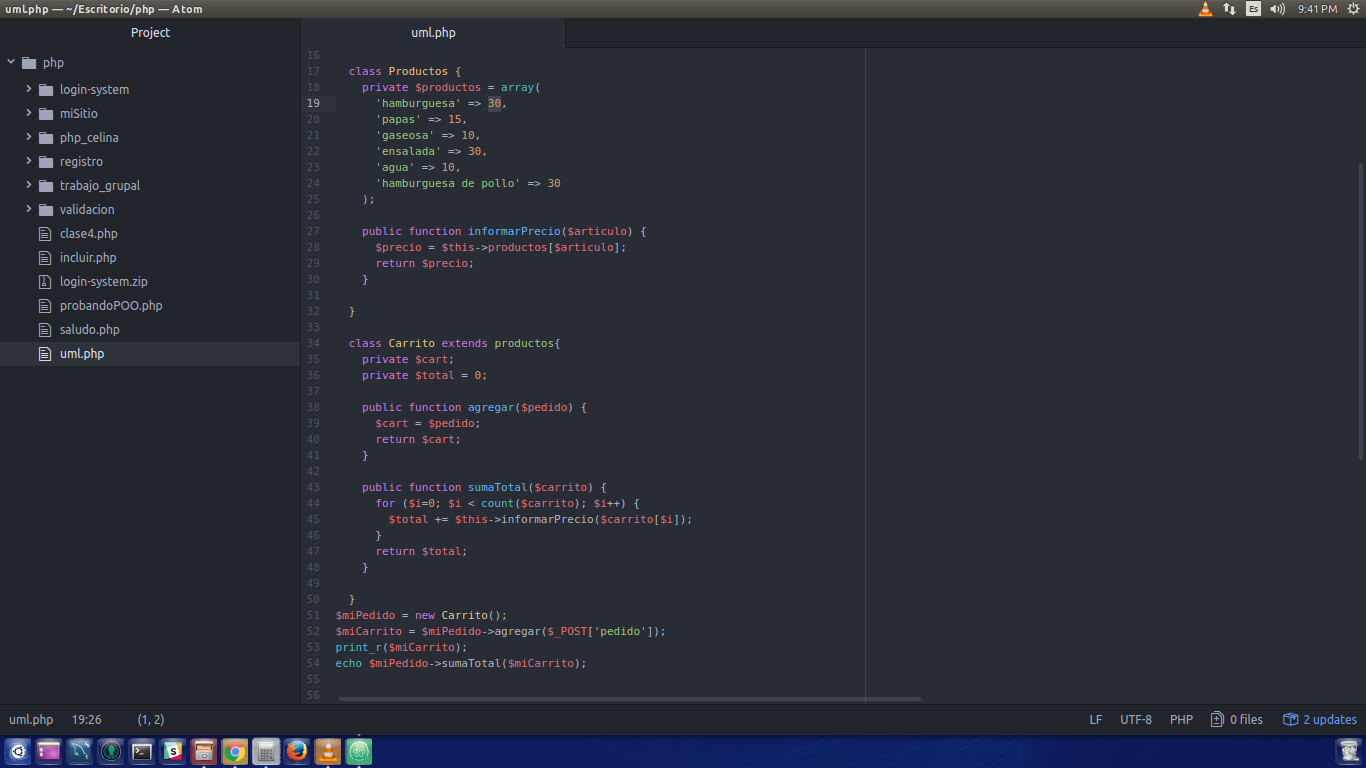 uml.php — ~/Escritorio/php — Atom
Es
9:41 PM
Project
uml.php
php
login-system
miSitio
php_celina
registro
trabajo_grupal
validacion
clase4.php
incluir.php
login-system.zip
probandoPOO.php
saludo.php
uml.php
16
17 class Productos {
18 private $productos = array(
19 'hamburguesa' => 30,
20 'papas' => 15,
21 'gaseosa' => 10,
22 'ensalada' => 30,
23 'agua' => 10,
24 'hamburguesa de pollo' => 30
25 );
26
27 public function informarPrecio($articulo) {
28 $precio = $this->productos[$articulo];
29 return $precio;
30 }
31
32 }
33
34 class Carrito extends productos{
35 private $cart;
36 private $total = 0;
37
38 public function agregar($pedido) {
39 $cart = $pedido;
40 return $cart;
41 }
42
43 public function sumaTotal($carrito) {
44 for ($i=0; $i < count($carrito); $i++) {
45 $total += $this->informarPrecio($carrito[$i]);
46 }
47 return $total;
48 }
49
50 }
51 $miPedido = new Carrito();
52 $miCarrito = $miPedido->agregar($_POST['pedido']);
53 print_r($miCarrito);
54 echo $miPedido->sumaTotal($miCarrito);
55
56
uml.php 19:26 (1, 2)
LF UTF-8 PHP 0 files 2 updates